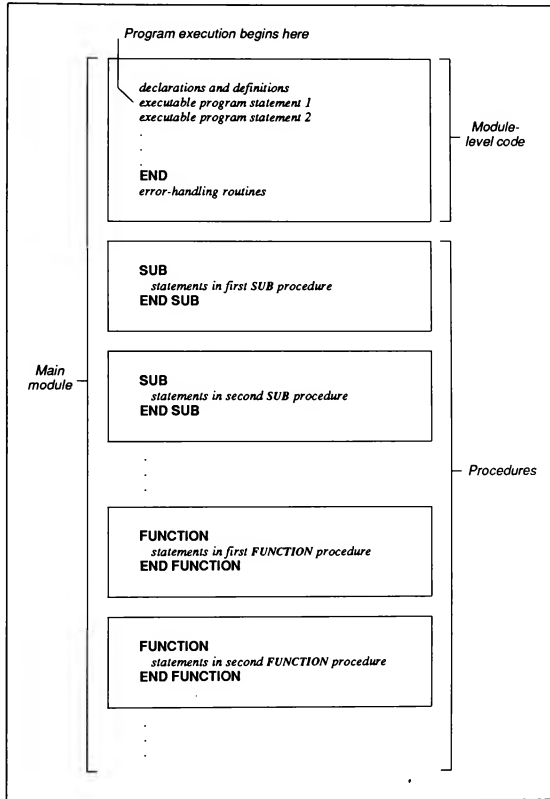 Program execution begins here
declarations and definitions
executable program statement 1
executable program statement 2
.
.
.
END
error-handling routines
Module-
level code
SUB
statements in first SUB procedure
END SUB
Main
module
SUB
statements in second SUB procedure
END SUB
.
.
.
Procedures
FUNCTION
statements in first FUNCTION procedure
END FUNCTION
FUNCTION
statements in second FUNCTION procedure
END FUNCTION
.
.
.